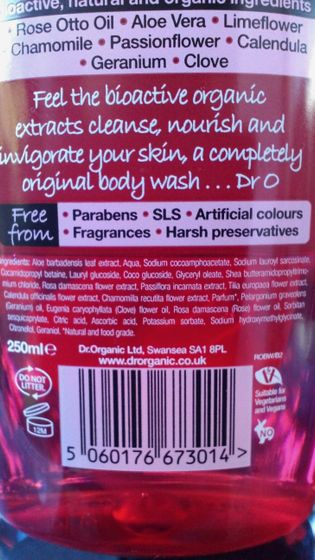 bioactive, natural and organic ingredients
• Rose Otto Oil • Aloe Vera • Limeflower
• Chamomile • Passionflower • Calendula
• Geranium • Clove
Feel the bioactive organic
extracts cleanse, nourish and
invigorate your skin, a completely
original body wash ... Dr O
Free from
• Parabens • SLS • Artificial colours
• Fragrances • Harsh preservatives
Ingredients: Aloe barbadensis leaf extract, Aqua, Sodium cocoamphoacetate, Sodium lauroyl sarcosinate,
Cocamidopropyl betaine, Lauryl glucoside, Coco glucoside, Glyceryl oleate, Shea butteramidopropyltrimo-
nium chloride, Rosa damascena flower extract, Passiflora incarnata extract, Tilia europaea flower extract,
Calendula officinalis flower extract, Chamomilla recutita flower extract, Parfum*, Pelargonium graveolens
(Geranium) oil, Eugenia caryophyllata (Clove) flower oil, Rosa damascena (Rose) flower oil, Sorbitan
sesquicaprylate, Citric acid, Ascorbic acid, Potassium sorbate, Sodium hydroxymethylglycinate,
Citronellol, Geraniol. *Natural and food grade.
250ml e
Dr.Organic Ltd, Swansea SA1 8PL
www.drorganic.co.uk
ROBW/B2
DO NOT
LITTER
12M
Suitable for
Vegetarians
and Vegans
NO
5 060176 673014 >